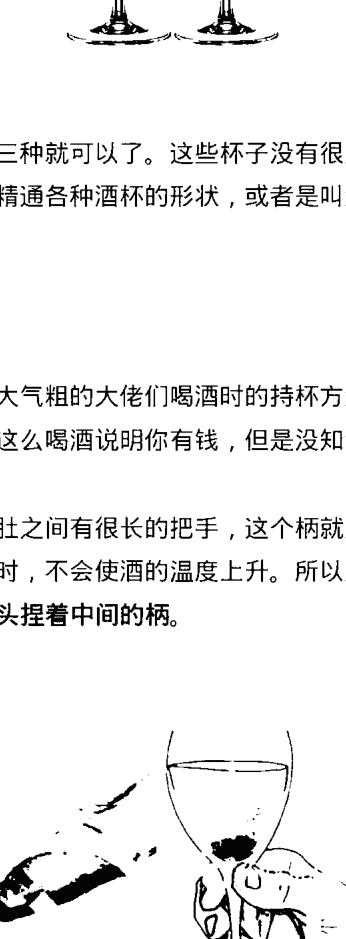 三种就可以了。这些杯子没有很
精通各种酒杯的形状，或者是叫
大气粗的大佬们喝酒时的持杯方
这么喝酒说明你有钱，但是没知
肚之间有很长的把手，这个柄就
时，不会使酒的温度上升。所以
头捏着中间的柄。